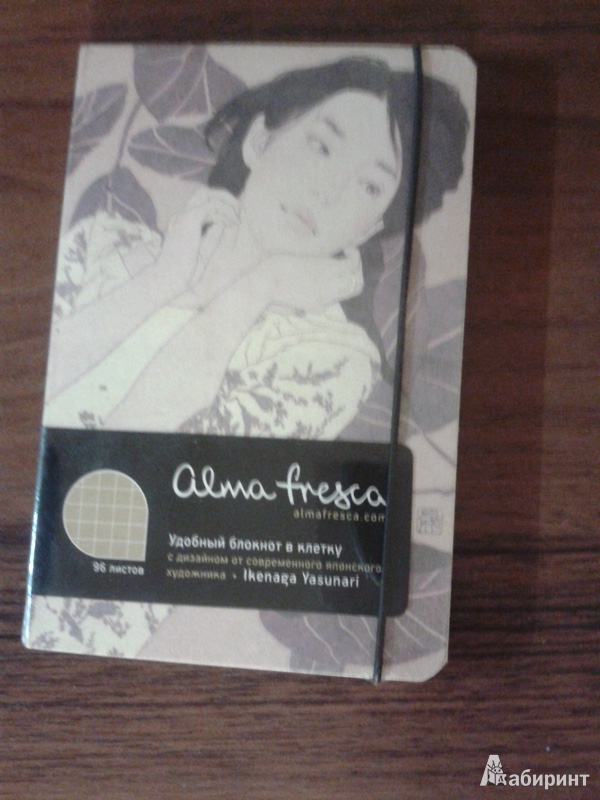 alma fresca
almafresca.com
Удобный блокнот в клетку
с дизайном от современного японского
художника • Ikenaga Yasunari
96 листов
Лабиринт